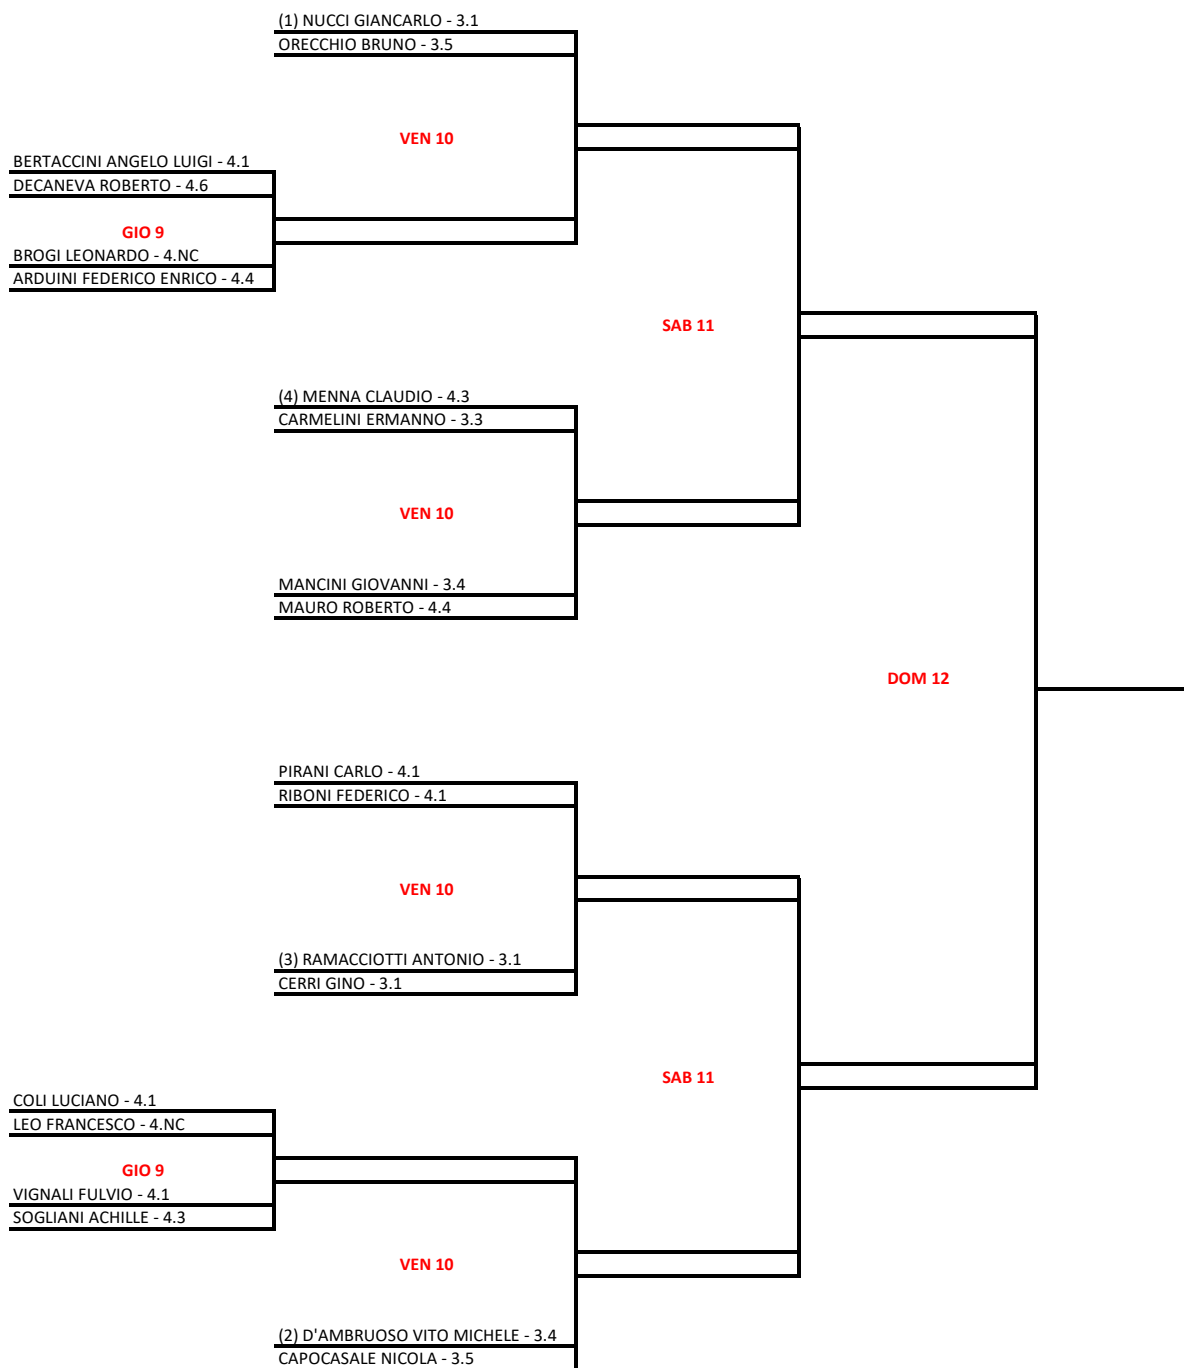 (1) NUCCI GIANCARLO - 3.1
ORECCHIO BRUNO - 3.5
VEN 10
BERTACCINI ANGELO LUIGI - 4.1
DECANEVA ROBERTO - 4.6
GIO 9
BROGI LEONARDO - 4.NC
ARDUINI FEDERICO ENRICO - 4.4
SAB 11
(4) MENNA CLAUDIO - 4.3
CARMELINI ERMANNO - 3.3
VEN 10
MANCINI GIOVANNI - 3.4
MAURO ROBERTO - 4.4
DOM 12
PIRANI CARLO - 4.1
RIBONI FEDERICO - 4.1
VEN 10
(3) RAMACCIOTTI ANTONIO - 3.1
CERRI GINO - 3.1
SAB 11
COLI LUCIANO - 4.1
LEO FRANCESCO - 4.NC
GIO 9
VIGNALI FULVIO - 4.1
SOGLIANI ACHILLE - 4.3
VEN 10
(2) D'AMBRUOSO VITO MICHELE - 3.4
CAPOCASALE NICOLA - 3.5